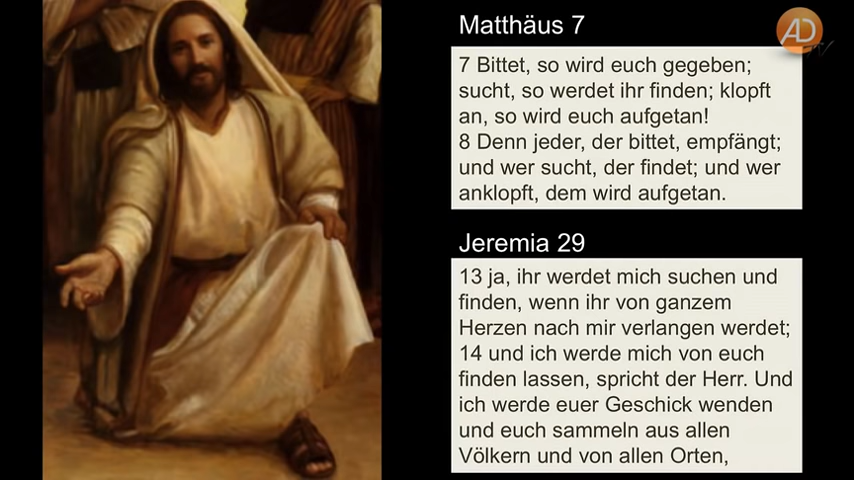 Matthäus 7
AD
TV
7 Bittet, so wird euch gegeben;
sucht, so werdet ihr finden; klopft
an, so wird euch aufgetan!
8 Denn jeder, der bittet, empfängt;
und wer sucht, der findet; und wer
anklopft, dem wird aufgetan.
Jeremia 29
13 ja, ihr werdet mich suchen und
finden, wenn ihr von ganzem
Herzen nach mir verlangen werdet;
14 und ich werde mich von euch
finden lassen, spricht der Herr. Und
ich werde euer Geschick wenden
und euch sammeln aus allen
Völkern und von allen Orten,